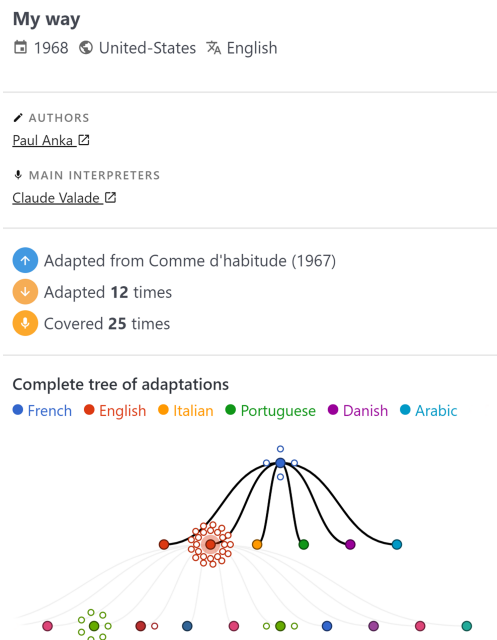 My way
1968 United-States English
AUTHORS
Paul Anka
MAIN INTERPRETERS
Claude Valade
Adapted from Comme d'habitude (1967)
Adapted 12 times
Covered 25 times
Complete tree of adaptations
French English Italian Portuguese Danish Arabic